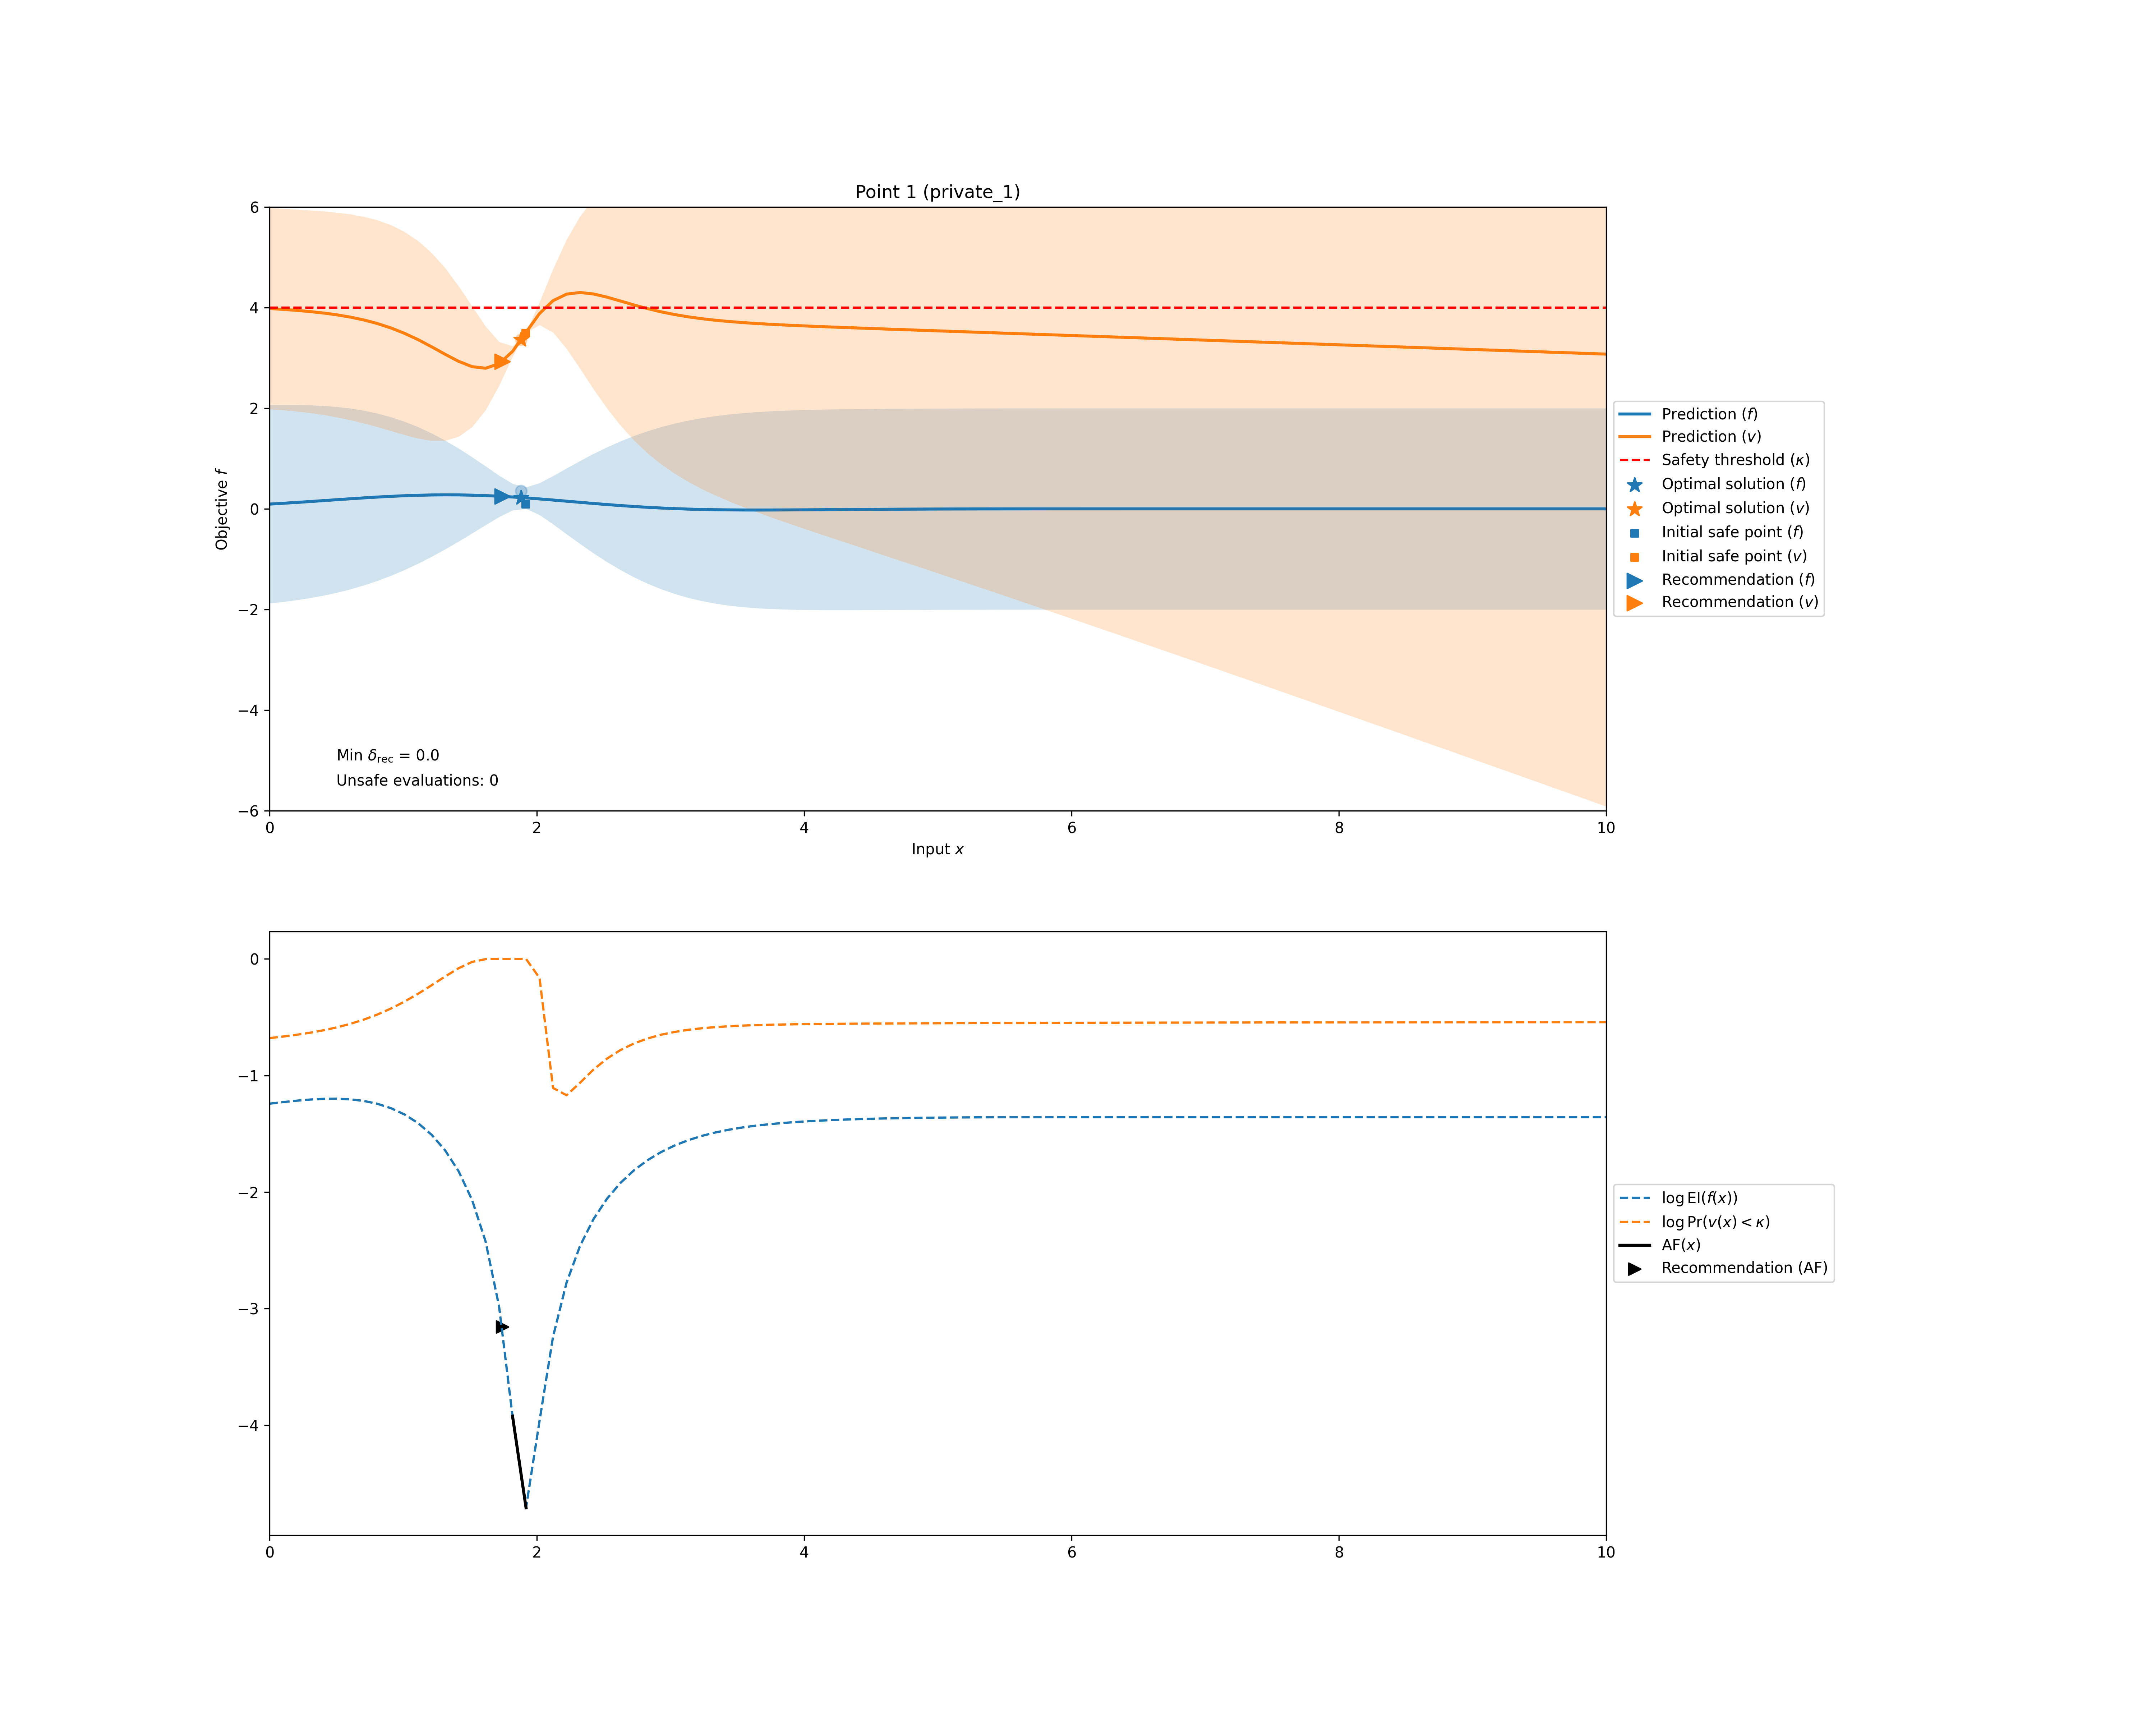 Point 1 (private_1)
6
4
2
0
−2
−4
−6
Objective f
Min δrec = 0.0
Unsafe evaluations: 0
0 2 4 6 8 10
Input x
Prediction (f)
Prediction (v)
Safety threshold (κ)
Optimal solution (f)
Optimal solution (v)
Initial safe point (f)
Initial safe point (v)
Recommendation (f)
Recommendation (v)
0
−1
−2
−3
−4
0 2 4 6 8 10
log EI(f(x))
log Pr(v(x) < κ)
AF(x)
Recommendation (AF)